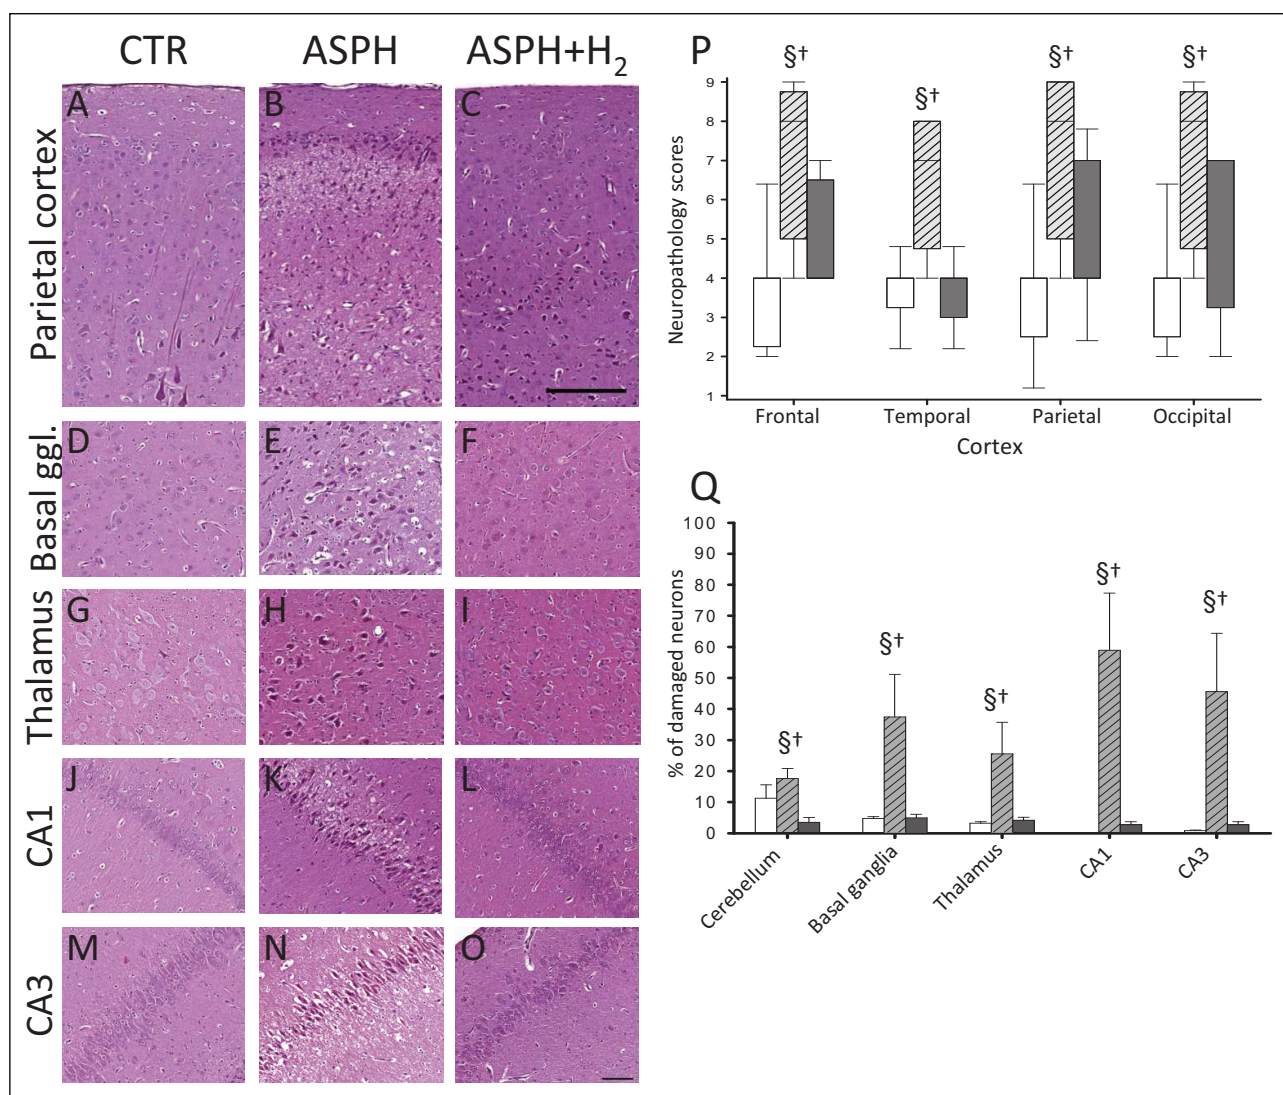 CTR ASPH ASPH+H2
Parietal cortex
A B C
Basal ggl.
D E F
Thalamus
G H I
CA1
J K L
CA3
M N O
P
§† §† §† §†
Neuropathology scores
9
8
7
6
5
4
3
2
1
Frontal Temporal Parietal Occipital
Cortex
Q
% of damaged neurons
100
90
80
70
60
50
40
30
20
10
0
§† §† §† §† §†
Cerebellum Basal ganglia Thalamus CA1 CA3